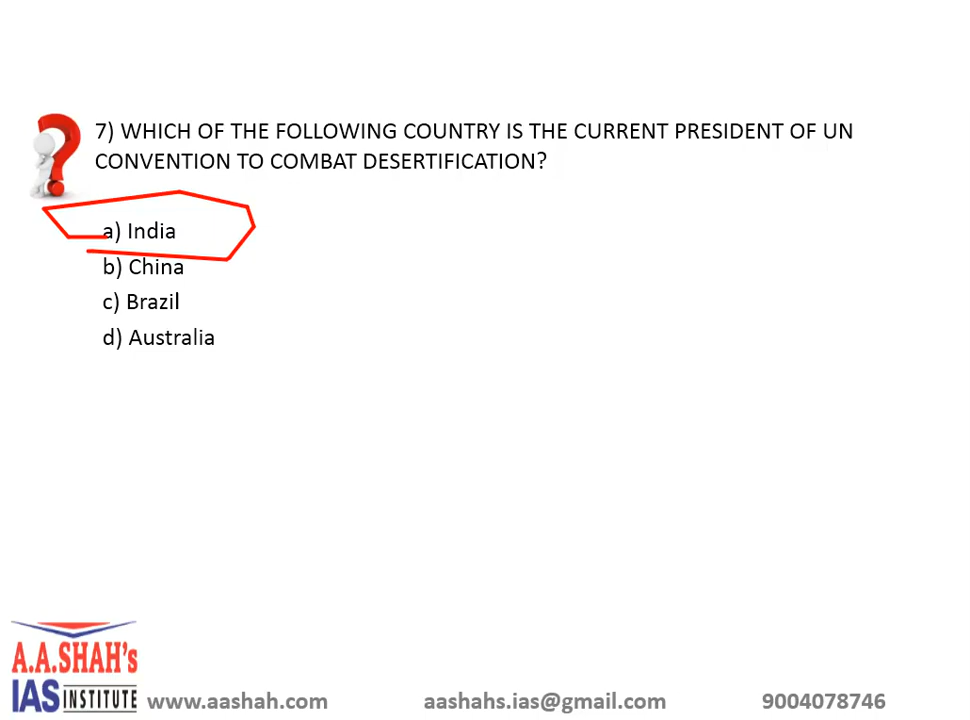 7) WHICH OF THE FOLLOWING COUNTRY IS THE CURRENT PRESIDENT OF UN
CONVENTION TO COMBAT DESERTIFICATION?
a) India
b) China
c) Brazil
d) Australia
A.A.SHAH's
IAS INSTITUTE
www.aashah.com aashahs.ias@gmail.com 9004078746